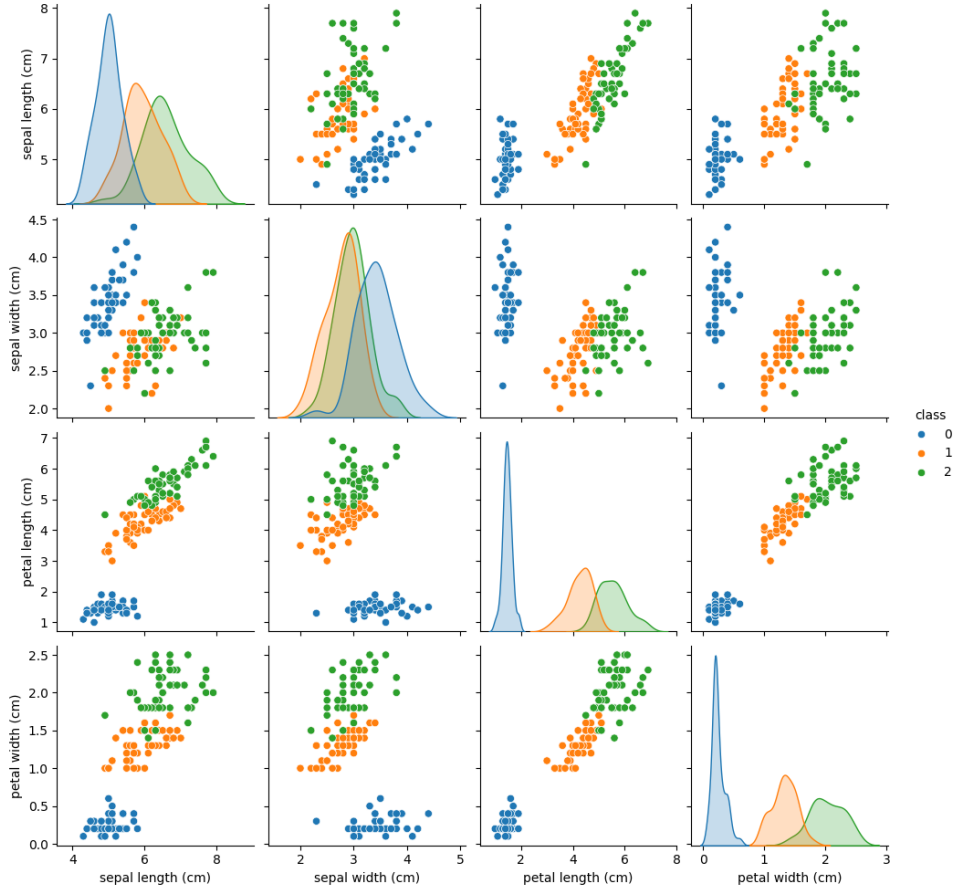 8
7
6
5
sepal length (cm)
4.5
4.0
3.5
3.0
2.5
2.0
sepal width (cm)
class
0
1
2
7
6
5
4
3
2
1
petal length (cm)
2.5
2.0
1.5
1.0
0.5
0.0
petal width (cm)
4 6 8
sepal length (cm)
2 3 4 5
sepal width (cm)
2 4 6 8
petal length (cm)
0 1 2 3
petal width (cm)